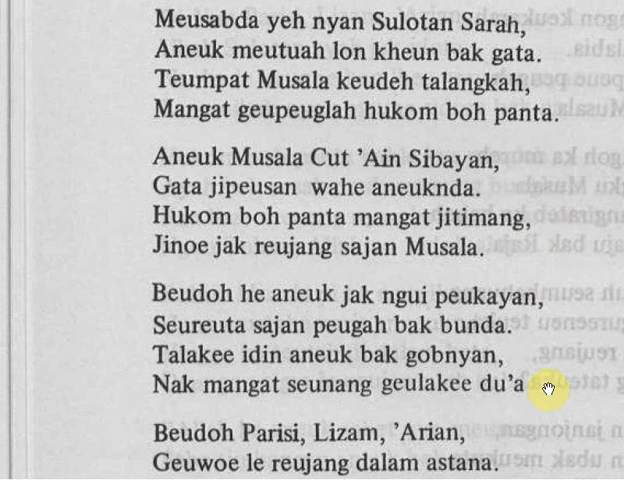 Meusabda yeh nyan Sulotan Sarah,
Aneuk meutuah lon kheun bak gata.
Teumpat Musala keudeh talangkah,
Mangat geupeuglah hukom boh panta.
Aneuk Musala Cut 'Ain Sibayan,
Gata jipeusan wahe aneuknda.
Hukom boh panta mangat jitimang,
Jinoe jak reujang sajan Musala.
Beudoh he aneuk jak ngui peukayan,
Seureuta sajan peugah bak bunda.
Talakee idin aneuk bak gobnyan,
Nak mangat seunang geulakee du'a
Beudoh Parisi, Lizam, 'Arian,
Geuwoe le reujang dalam astana.